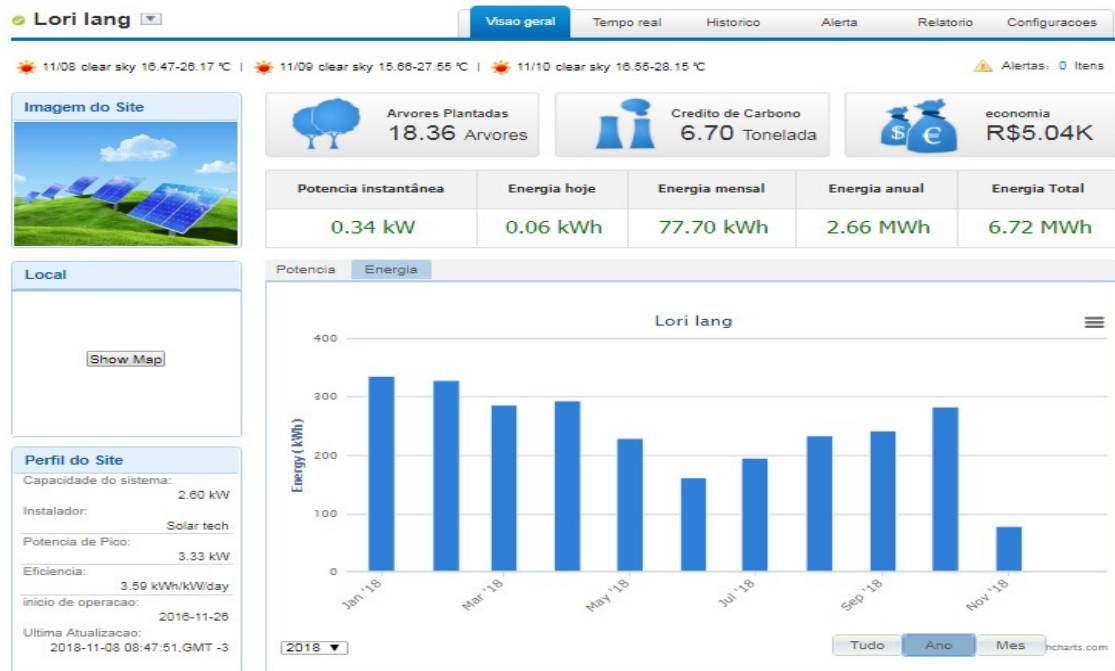 Lori lang
Visao geral
Tempo real
Historico
Alerta
Relatorio
Configuracoes
11/08 clear sky 16.47-26.17 ℃ | 11/09 clear sky 15.66-27.55 ℃ | 11/10 clear sky 16.55-28.15 ℃
Alertas: 0 Itens
Imagem do Site
Arvores Plantadas
18.36 Arvores
Credito de Carbono
6.70 Tonelada
$ €
economia
R$5.04K
Potencia instantânea
Energia hoje
Energia mensal
Energia anual
Energia Total
0.34 kW
0.06 kWh
77.70 kWh
2.66 MWh
6.72 MWh
Local
Show Map
Perfil do Site
Capacidade do sistema:
2.60 kW
Instalador:
Solar tech
Potencia de Pico:
3.33 kW
Eficiencia:
3.59 kWh/kW/day
inicio de operacao:
2016-11-26
Ultima Atualizacao:
2018-11-08 08:47:51,GMT -3
Potencia
Energia
Lori lang
Energy ( kWh)
400
300
200
100
0
Jan '18
Mar '18
May '18
Jul '18
Sep '18
Nov '18
2018
Tudo
Ano
Mes
hcharts.com